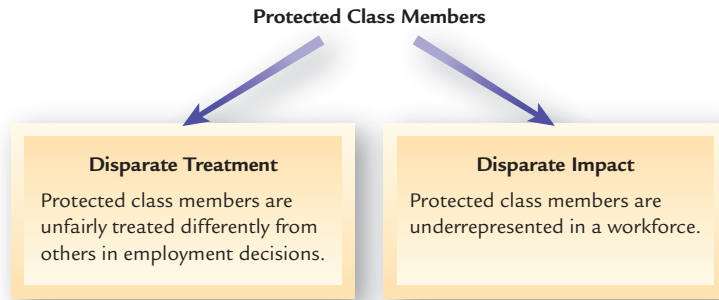 Protected Class Members
Disparate Treatment
Protected class members are
unfairly treated differently from
others in employment decisions.
Disparate Impact
Protected class members are
underrepresented in a workforce.